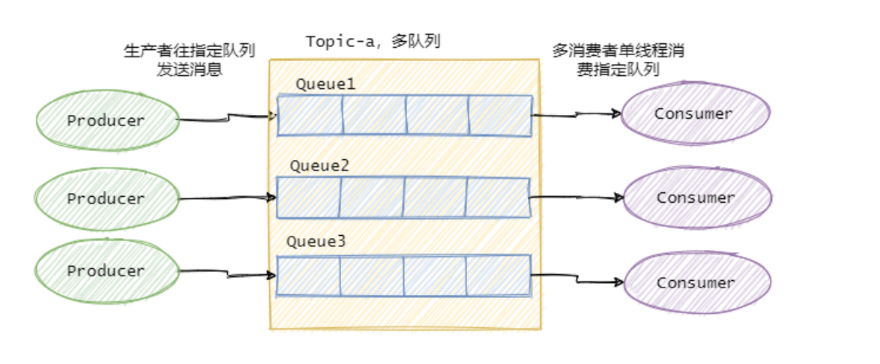 生产者往指定队列
发送消息
Topic-a, 多队列
多消费者单线程消
费指定队列
Queue1
Producer
Consumer
Queue2
Producer
Consumer
Queue3
Producer
Consumer